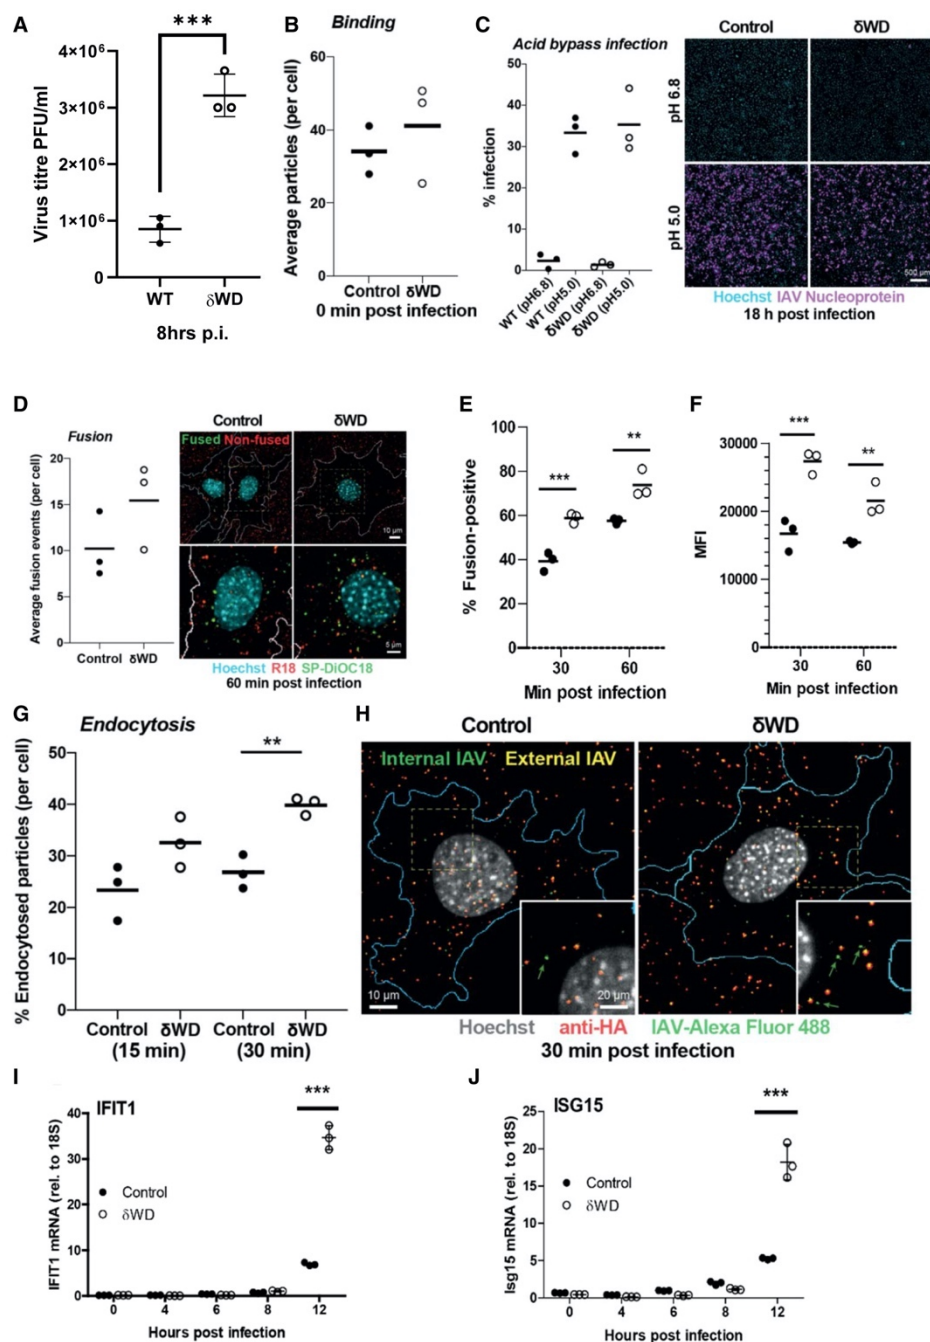 A
***
Virus titre PFU/ml
4×10⁶
3×10⁶
2×10⁶
1×10⁶
0
WT
δWD
8hrs p.i.
B
Binding
Average particles (per cell)
60
40
20
0
Control δWD
0 min post infection
C
Acid bypass infection
% infection
50
40
30
20
10
0
WT (pH6.8)
WT (pH5.0)
δWD (pH6.8)
δWD (pH5.0)
Control
δWD
pH 6.8
pH 5.0
500 µm
Hoechst IAV Nucleoprotein
18 h post infection
D
Fusion
Average fusion events (per cell)
20
15
10
5
0
Control δWD
Control
δWD
Fused Non-fused
10 µm
5 µm
Hoechst R18 SP-DiOC18
60 min post infection
E
% Fusion-positive
100
80
60
40
20
0
***
**
30
60
Min post infection
F
MFI
30000
20000
10000
0
***
**
30
60
Min post infection
G
Endocytosis
% Endocytosed particles (per cell)
50
40
30
20
10
0
**
Control δWD Control δWD
(15 min) (30 min)
H
Control
δWD
Internal IAV External IAV
10 µm
20 µm
Hoechst anti-HA IAV-Alexa Fluor 488
30 min post infection
I
IFIT1
***
IFIT1 mRNA (rel. to 18S)
40
30
20
10
0
Control
δWD
0 4 6 8 12
Hours post infection
J
ISG15
***
Isg15 mRNA (rel. to 18S)
25
20
15
10
5
0
Control
δWD
0 4 6 8 12
Hours post infection